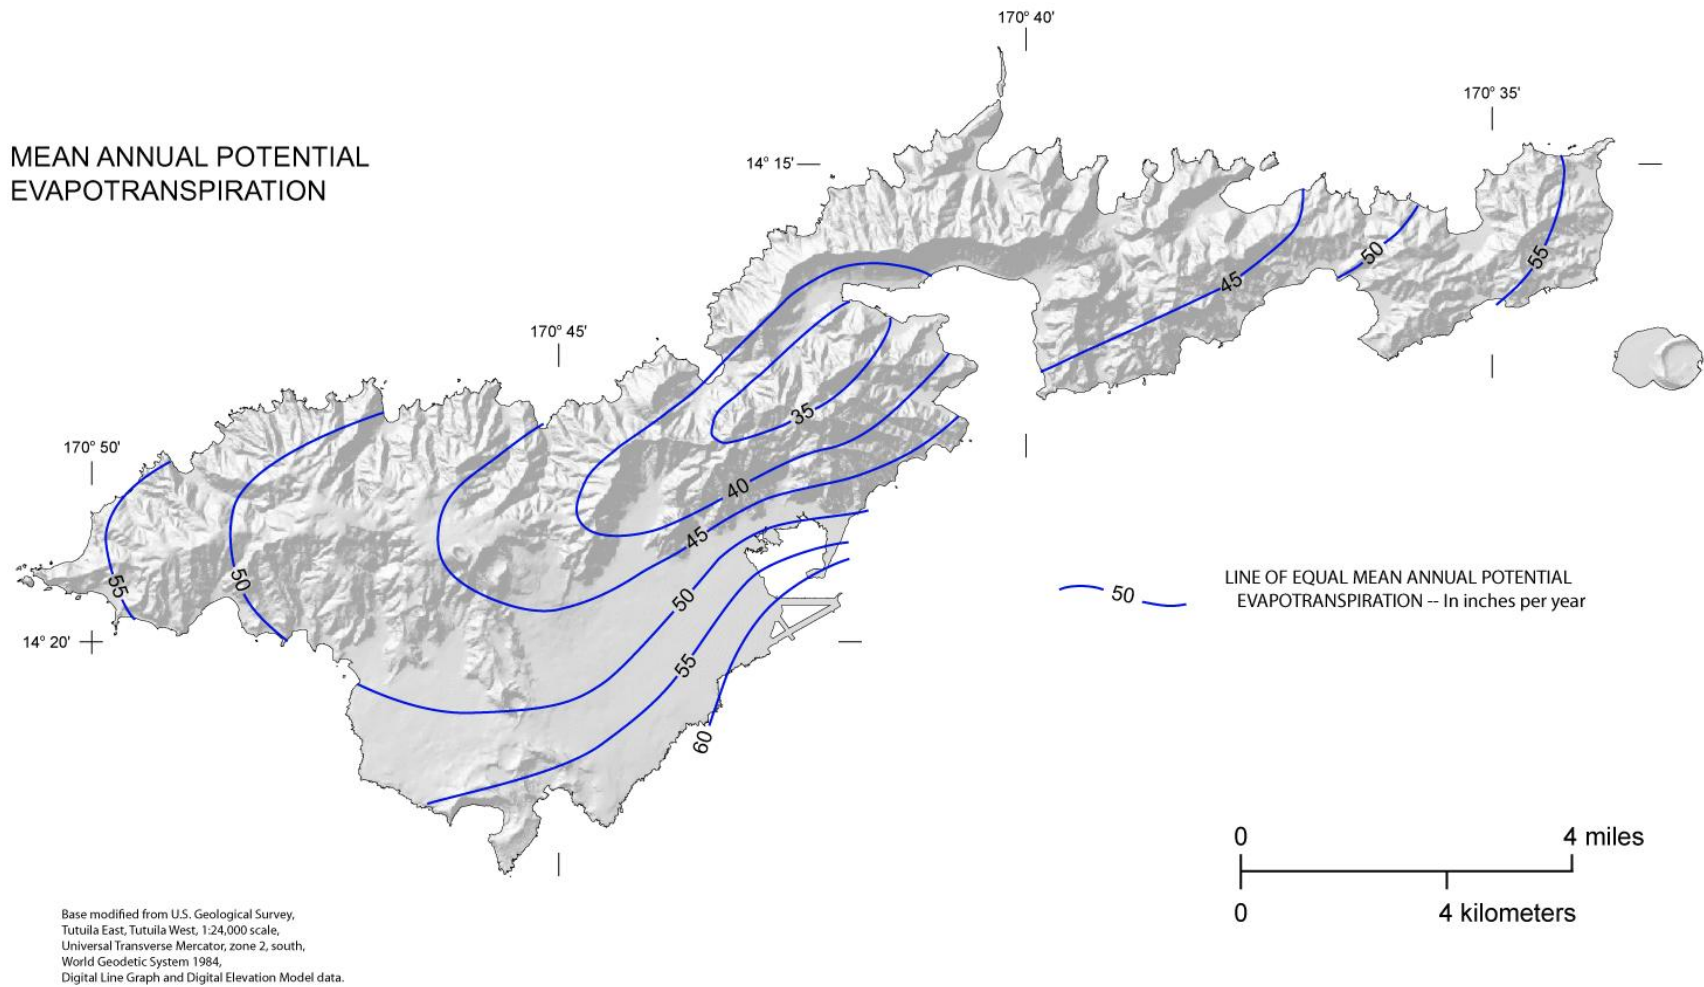 170° 40'
170° 35'
MEAN ANNUAL POTENTIAL
EVAPOTRANSPIRATION
14° 15'
45
50
55
170° 45'
35
170° 50'
40
45
55
50
50
LINE OF EQUAL MEAN ANNUAL POTENTIAL
50
EVAPOTRANSPIRATION -- In inches per year
14° 20'
55
60
0
4 miles
0
4 kilometers
Base modified from U.S. Geological Survey,
Tutuila East, Tutuila West, 1:24,000 scale,
Universal Transverse Mercator, zone 2, south,
World Geodetic System 1984,
Digital Line Graph and Digital Elevation Model data.